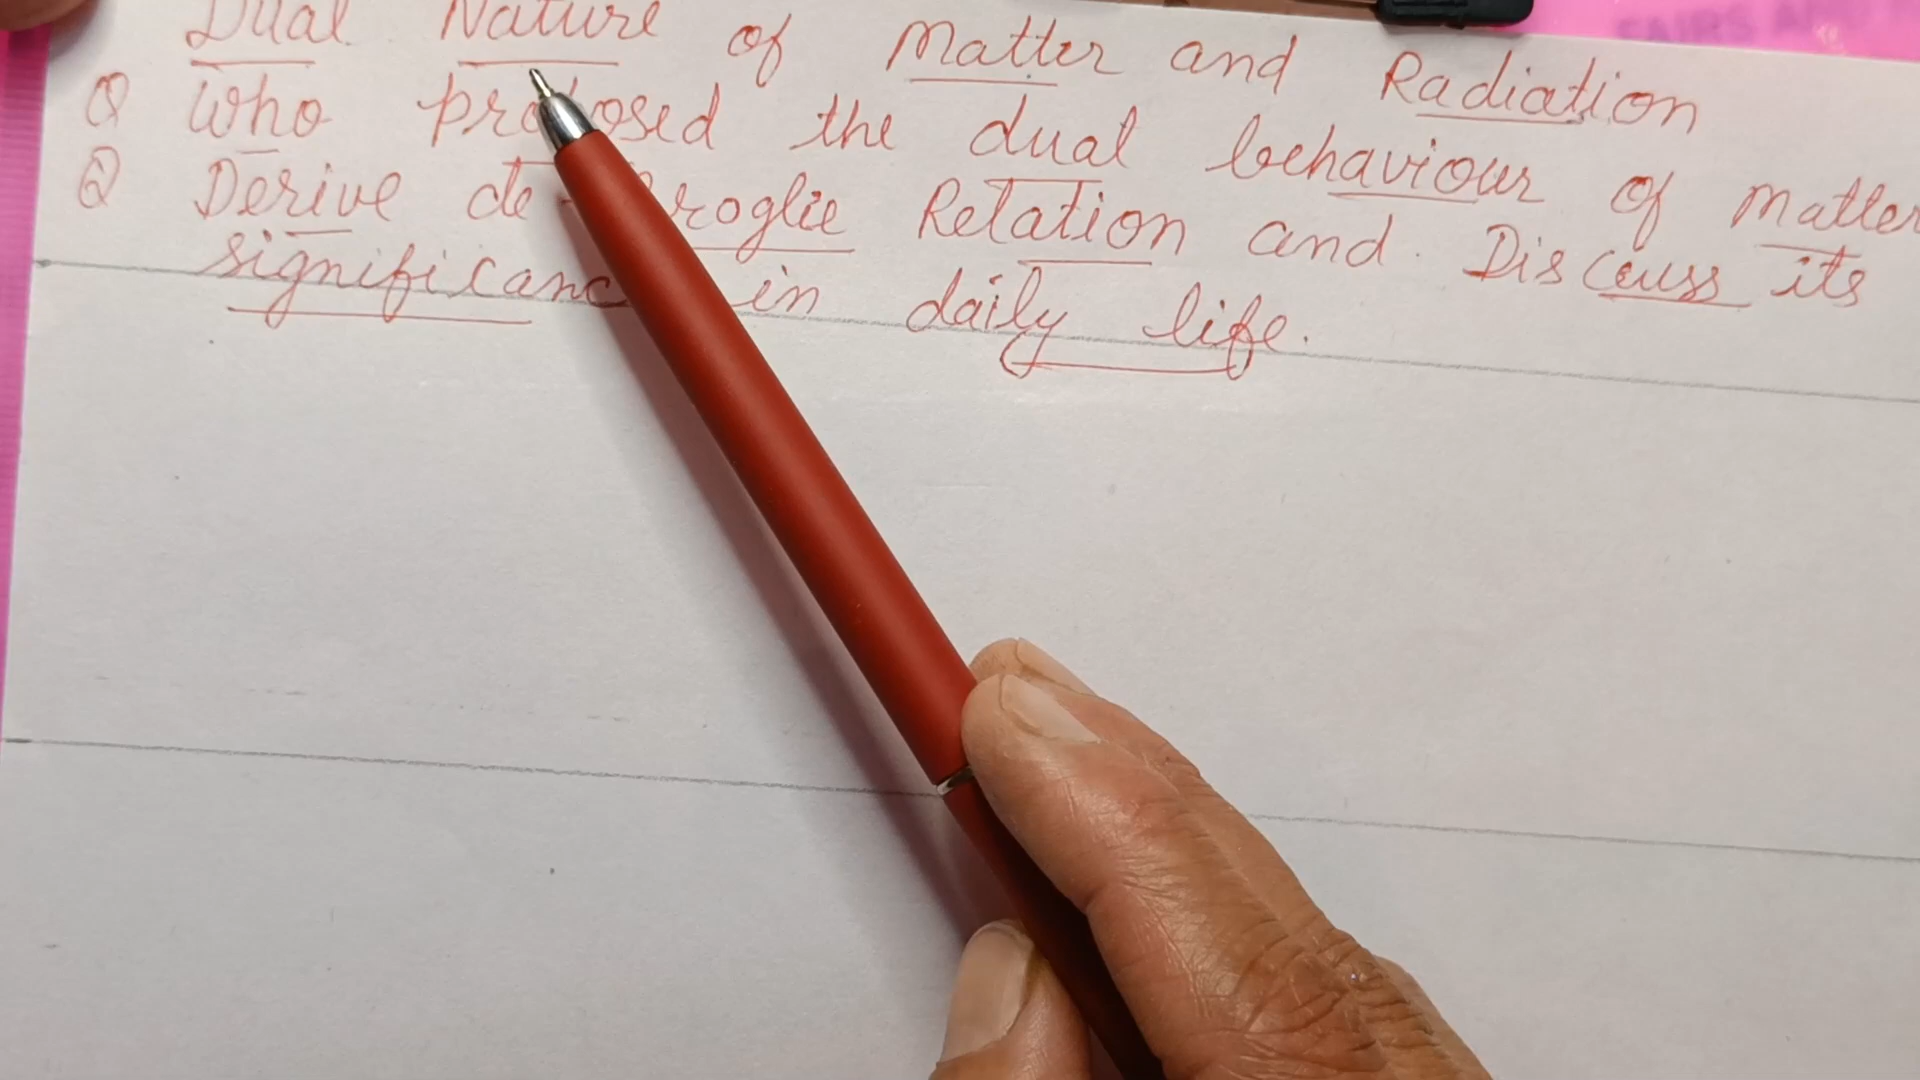 Dual Nature of Matter and Radiation
Q Who proposed the dual behaviour of matter
Q Derive de-Broglie Relation and Discuss its
significance in daily life.